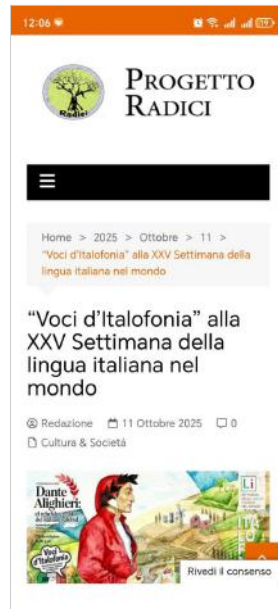 12:06
19
Radici
PROGETTO
RADICI
Home > 2025 > Ottobre > 11 >
"Voci d'Italofonia" alla XXV Settimana della
lingua italiana nel mondo
"Voci d'Italofonia" alla
XXV Settimana della
lingua italiana nel
mondo
Redazione 11 Ottobre 2025 0
Cultura & Società
Dante
Alighieri:
Voci
d'Italofonia
Li
Rivedi il consenso